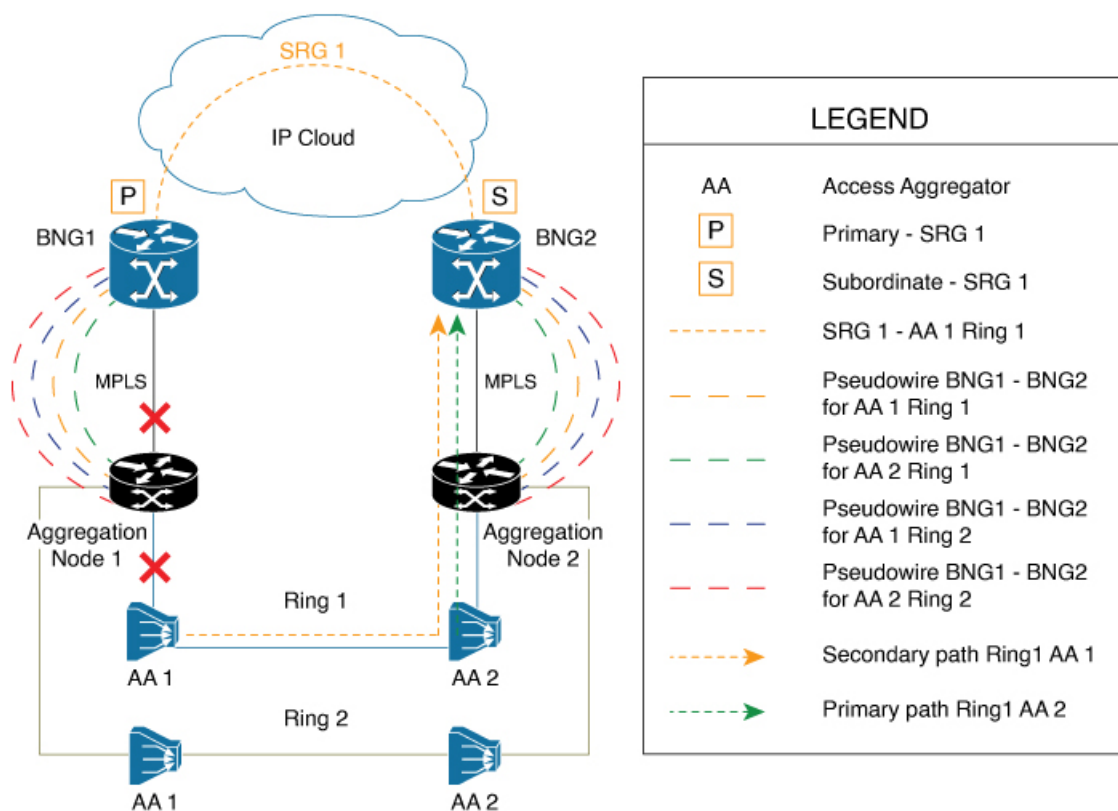 SRG 1
IP Cloud
P
S
BNG1
BNG2
MPLS
MPLS
Aggregation
Node 1
Aggregation
Node 2
Ring 1
AA 1
AA 2
Ring 2
AA 1
AA 2
LEGEND
AA Access Aggregator
P Primary - SRG 1
S Subordinate - SRG 1
SRG 1 - AA 1 Ring 1
Pseudowire BNG1 - BNG2
for AA 1 Ring 1
Pseudowire BNG1 - BNG2
for AA 2 Ring 1
Pseudowire BNG1 - BNG2
for AA 1 Ring 2
Pseudowire BNG1 - BNG2
for AA 2 Ring 2
Secondary path Ring1 AA 1
Primary path Ring1 AA 2